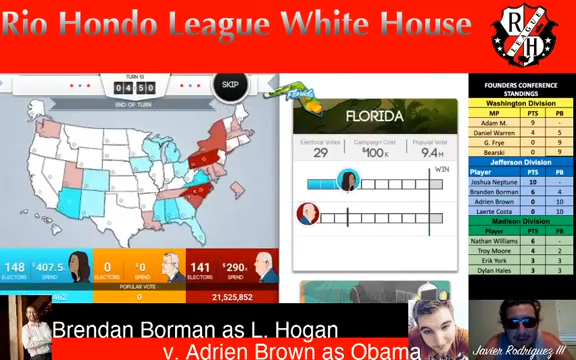 Rio Hondo League White House
R
H
LEAGUE
TURN 13
04:50
SKIP
END OF TURN
Florida
FLORIDA
Electoral Votes
Campaign Cost
Popular Vote
29
$100K
9.4M
WIN
148
$407.5
0
$0
141
$290K
ELECTORS
SPEND
ELECTORS
SPEND
ELECTORS
SPEND
POPULAR VOTE
462
0
21,525,852
FOUNDERS CONFERENCE
STANDINGS
Washington Division
MP PTS PB
Adam M. 9 -
Daniel Warren 4 5
G. Frye 0 9
Bearski 0 9
Jefferson Division
Player PTS PB
Joshua Neptune 10 -
Branden Borman 6 4
Adrien Brown 0 10
Laerte Costa 0 10
Madison Division
Player PTS PB
Nathan Williams 6 -
Troy Moore 4 2
Erik York 3 3
Dylan Hales 3 3
Brendan Borman as L. Hogan
v. Adrien Brown as Obama
Javier Rodriguez III